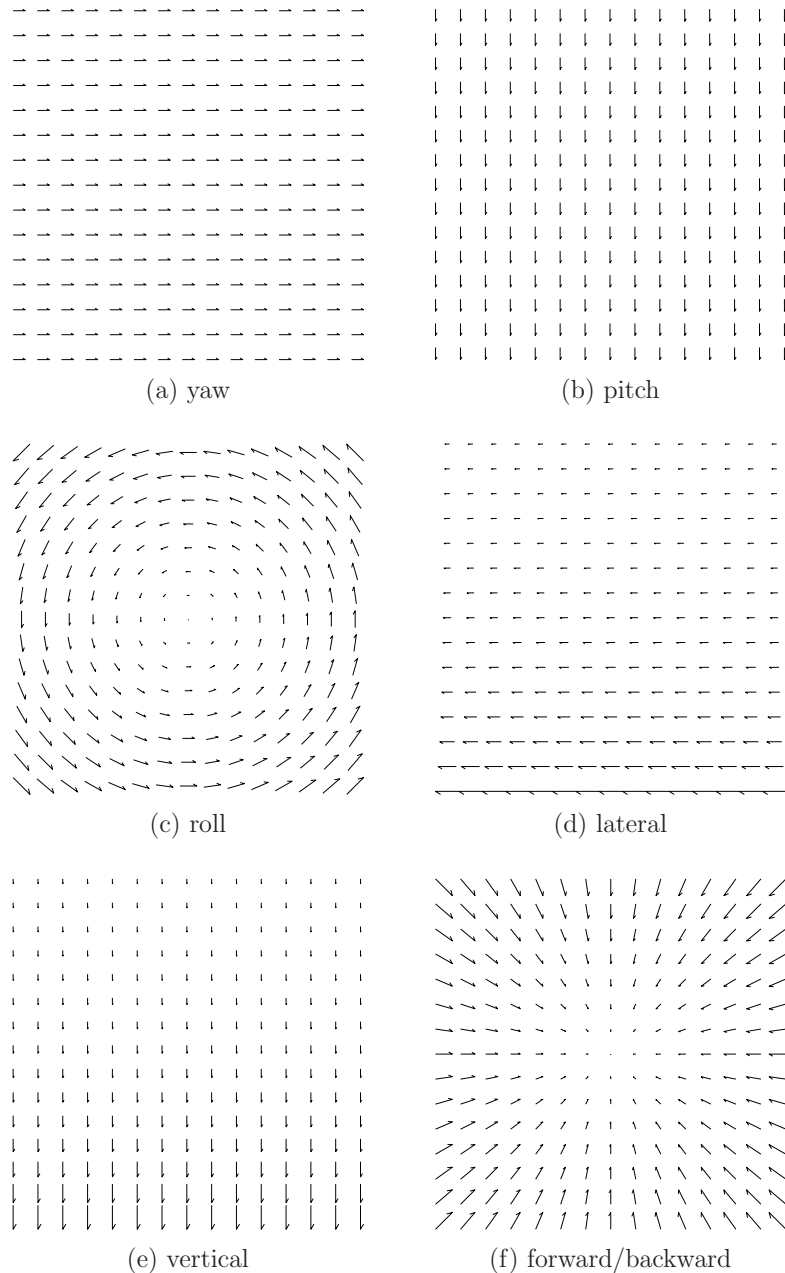 (a) yaw
(b) pitch
(c) roll
(d) lateral
(e) vertical
(f) forward/backward